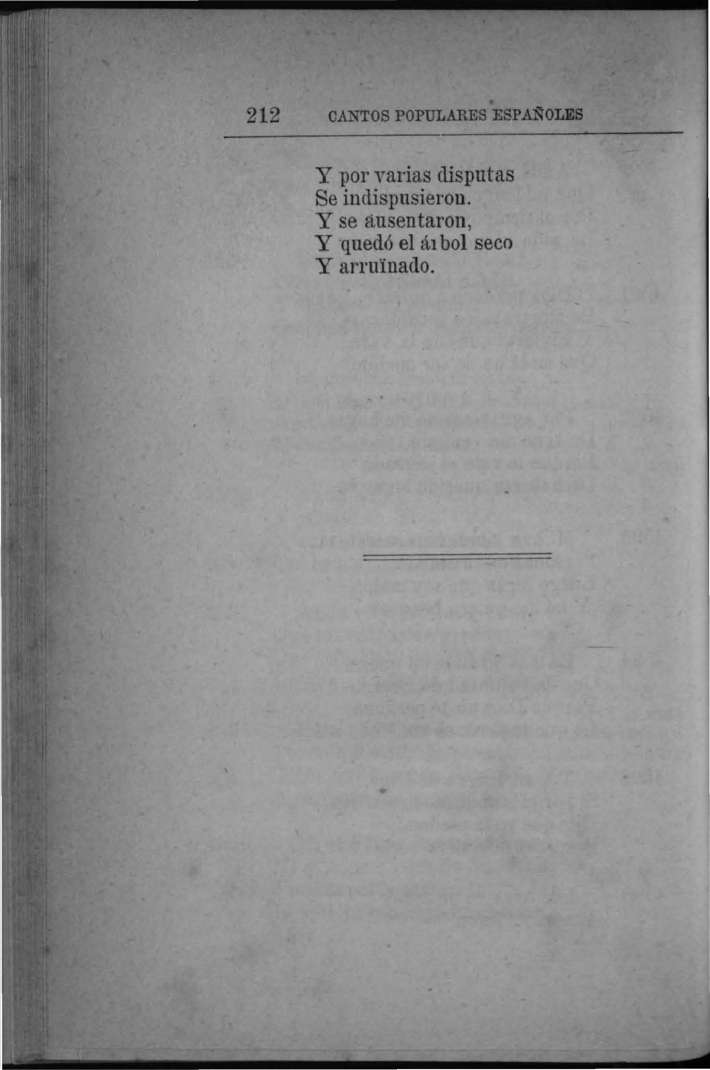 212 CANTOS POPULARES ESPAÑOLES
Y por varias disputas
Se indispusieron.
Y se ausentaron,
Y quedó el árbol seco
Y arruïnado.